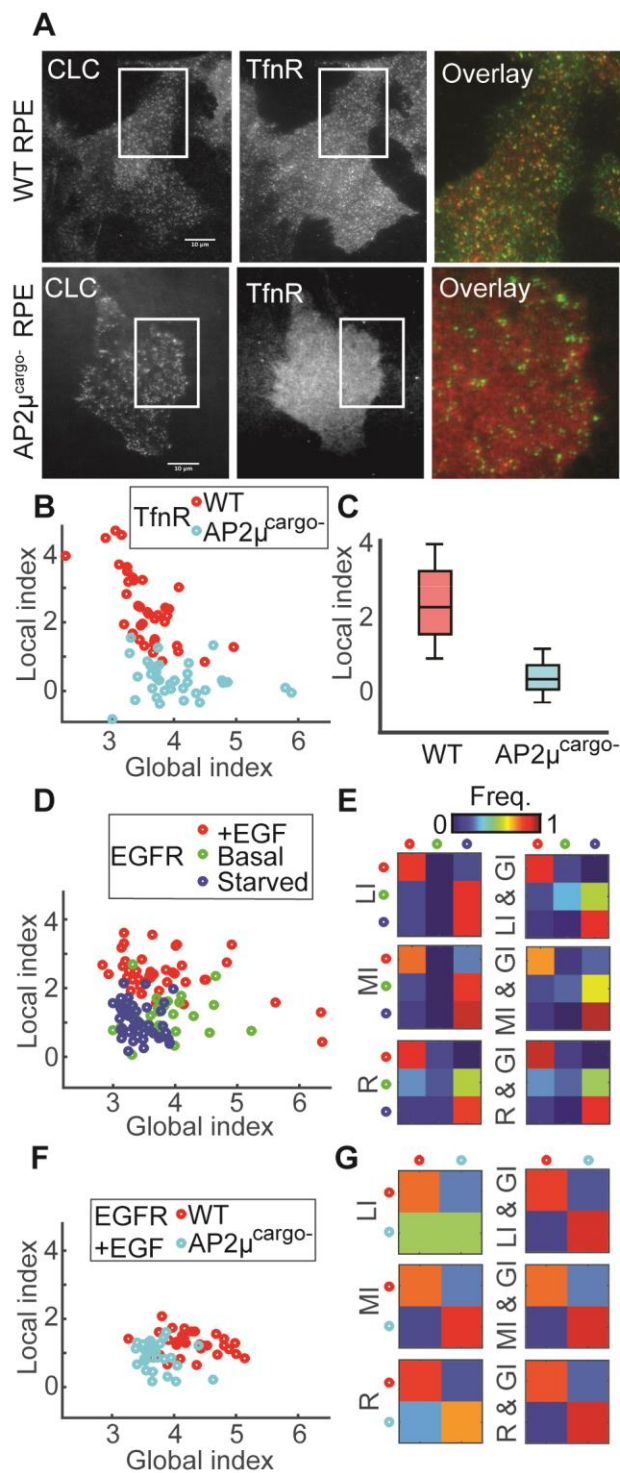 A
WT RPE
CLC
TfnR
Overlay
10 µm
AP2µcargo- RPE
CLC
TfnR
Overlay
10 µm
B
TfnR WT
AP2µcargo-
Local index
4
2
0
3 4 5 6
Global index
C
Local index
4
2
0
WT AP2µcargo-
D
EGFR
+EGF
Basal
Starved
Local index
4
2
0
3 4 5 6
Global index
E
Freq.
0 1
LI
LI & GI
MI
MI & GI
R
R & GI
F
EGFR WT
+EGF AP2µcargo-
Local index
4
2
0
3 4 5 6
Global index
G
LI
LI & GI
MI
MI & GI
R
R & GI